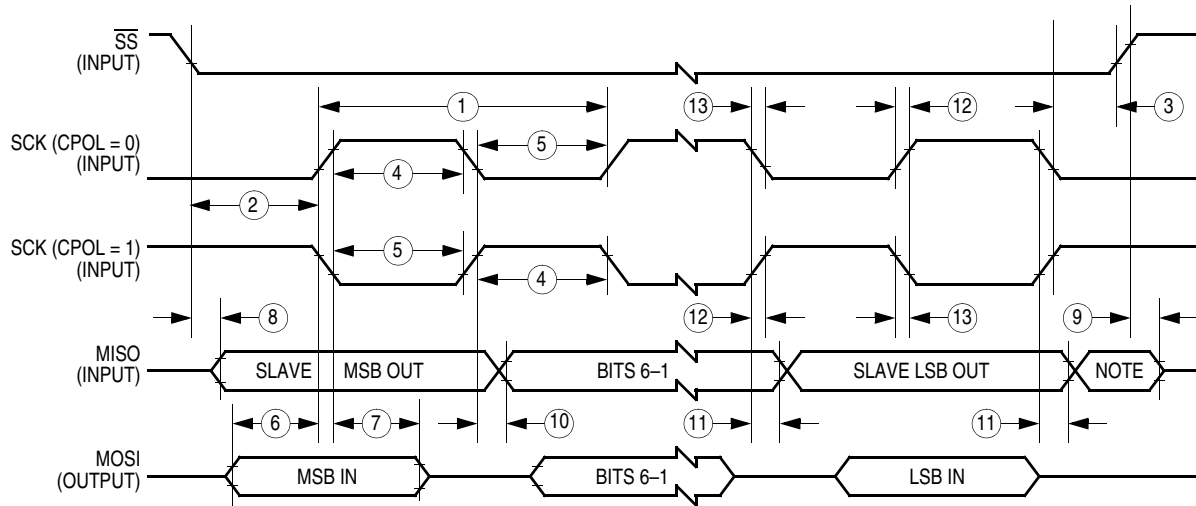 SS
(INPUT)
1
13
12
3
SCK (CPOL = 0)
(INPUT)
5
4
2
SCK (CPOL = 1)
(INPUT)
5
4
8
12
13
9
MISO
(INPUT)
SLAVE MSB OUT
BITS 6–1
SLAVE LSB OUT
NOTE
6
7
10
11
11
MOSI
(OUTPUT)
MSB IN
BITS 6–1
LSB IN